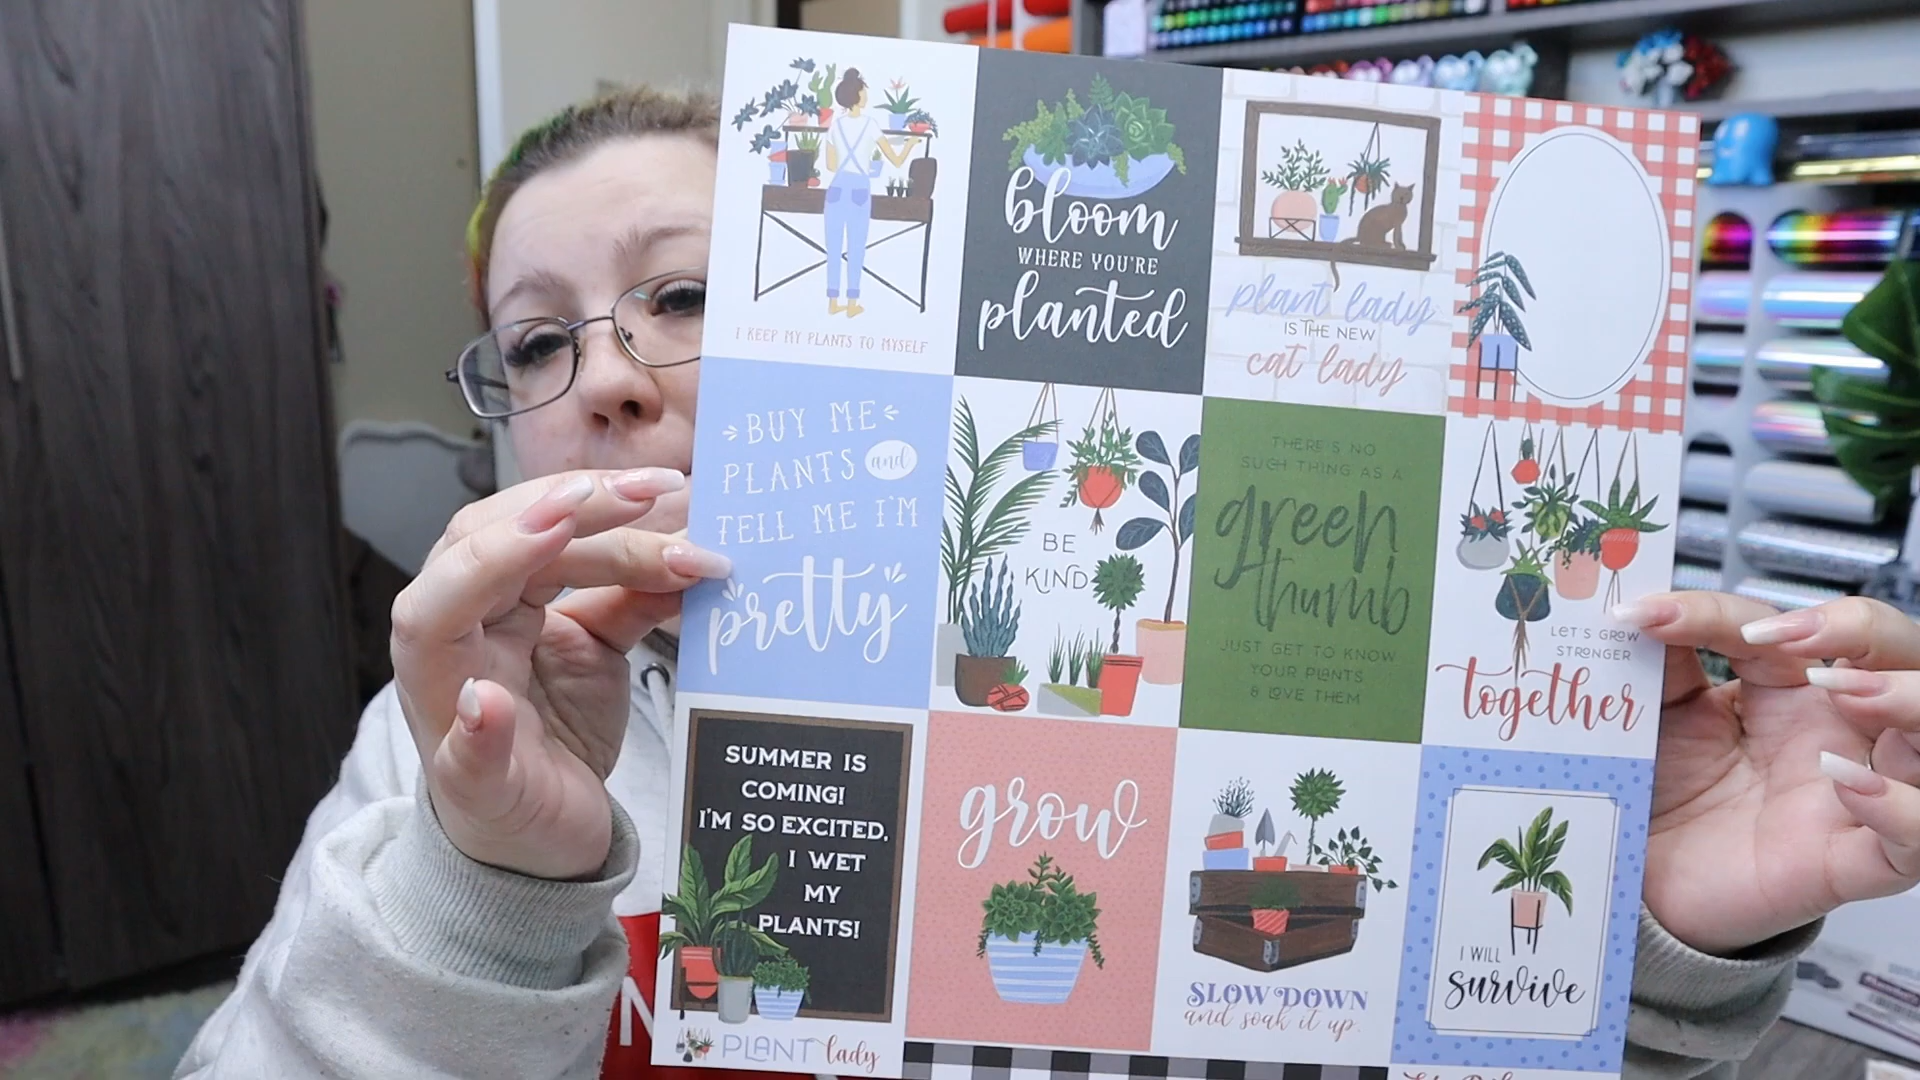 I KEEP MY PLANTS TO MYSELF
bloom
WHERE YOU'RE
planted
plant lady
IS THE NEW
cat lady
BUY ME
PLANTS and
TELL ME I'M
pretty
BE
KIND
THERE'S NO
SUCH THING AS A
green
thumb
JUST GET TO KNOW
YOUR PLANTS
& LOVE THEM
LET'S GROW
STRONGER
together
SUMMER IS
COMING!
I'M SO EXCITED,
I WET
MY
PLANTS!
grow
SLOW DOWN
and soak it up.
I WILL
survive
PLANT lady